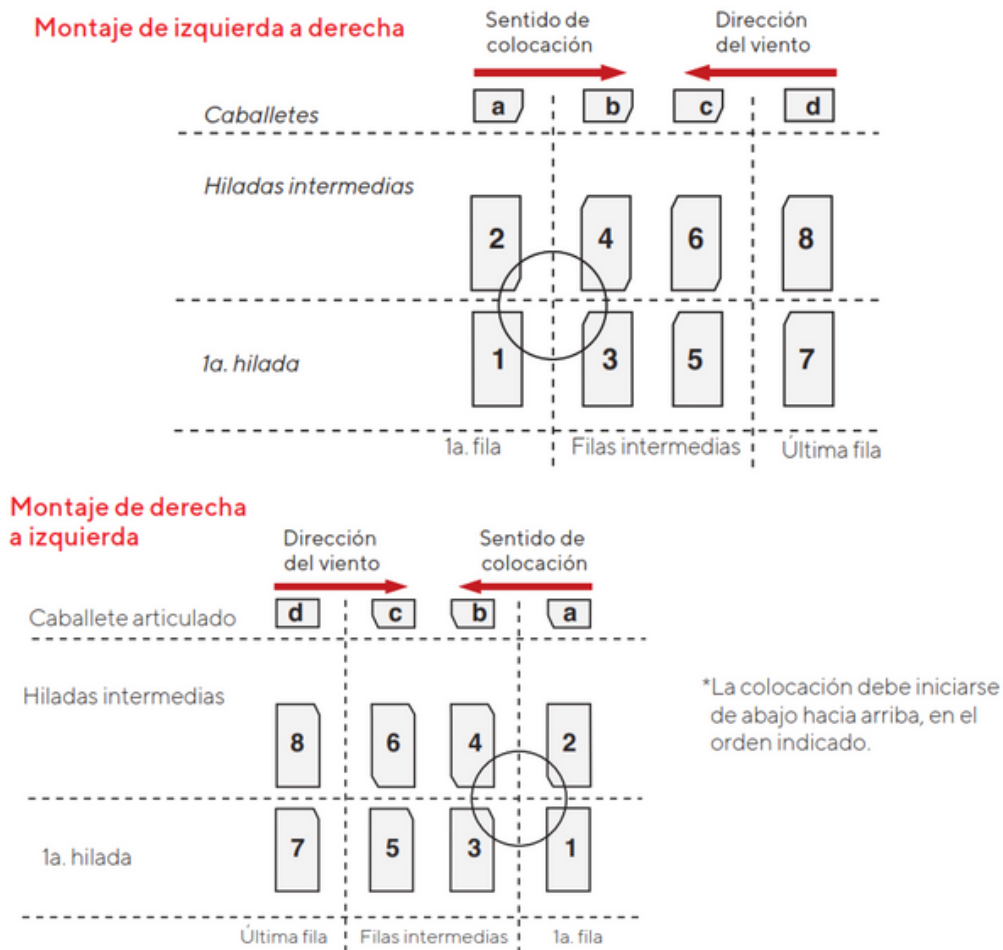 Montaje de izquierda a derecha
Sentido de
colocación
Dirección
del viento
Caballetes
a b c d
Hiladas intermedias
2 4 6 8
1a. hilada
1 3 5 7
1a. fila
Filas intermedias
Última fila
Montaje de derecha
a izquierda
Dirección
del viento
Sentido de
colocación
Caballete articulado
d c b a
Hiladas intermedias
8 6 4 2
*La colocación debe iniciarse
de abajo hacia arriba, en el
orden indicado.
1a. hilada
7 5 3 1
Última fila
Filas intermedias
1a. fila